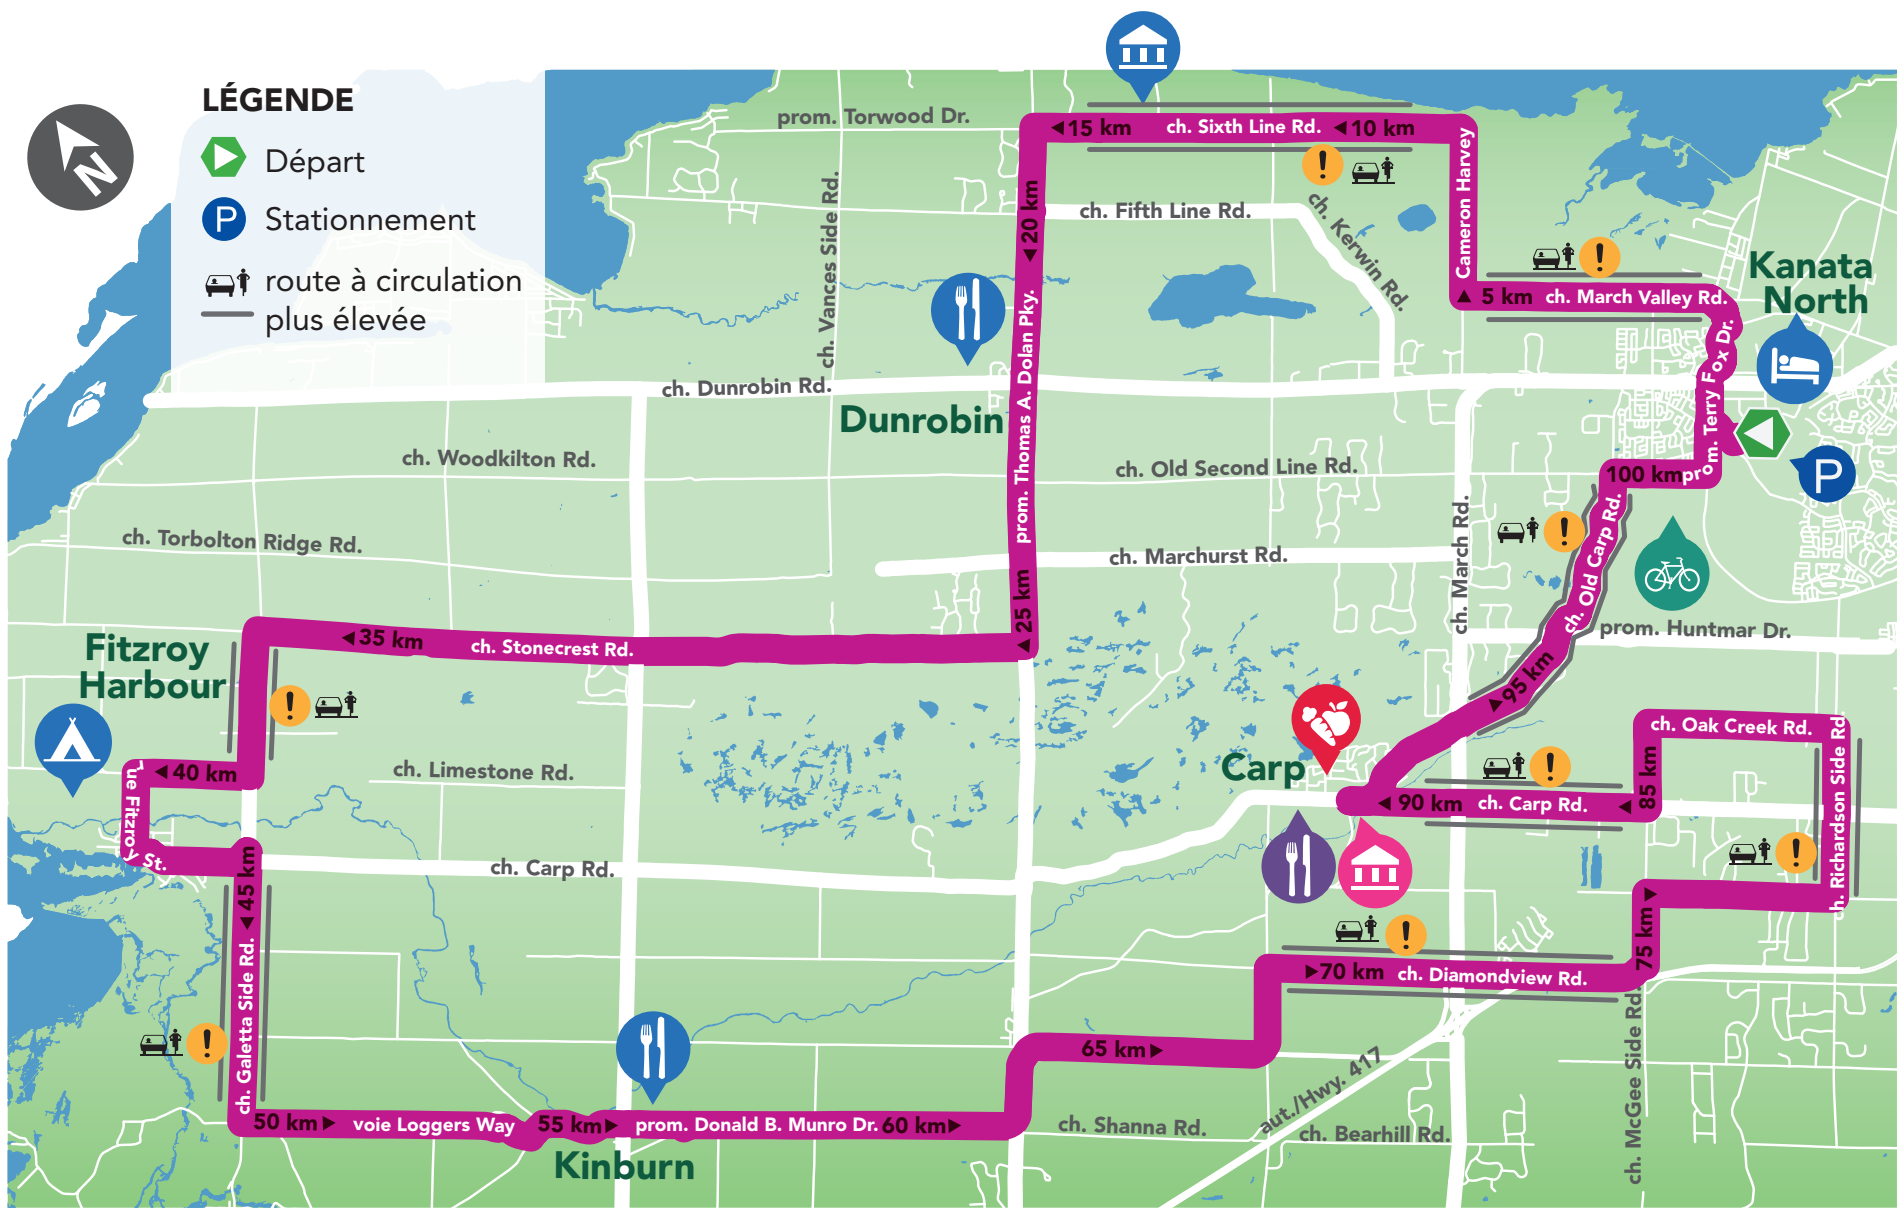 N
LÉGENDE
Départ
P
Stationnement
route à circulation
plus élevée
prom. Torwood Dr.
15 km
ch. Sixth Line Rd.
10 km
Cameron Harvey
ch. Vances Side Rd.
20 km
ch. Fifth Line Rd.
ch. Kerwin Rd.
5 km
ch. March Valley Rd.
Kanata
North
prom. Terry Fox Dr.
prom. Thomas A. Dolan Pky.
ch. Dunrobin Rd.
Dunrobin
ch. Woodkilton Rd.
ch. Old Second Line Rd.
100 km
P
ch. Torbolton Ridge Rd.
ch. Marchurst Rd.
ch. March Rd.
ch. Old Carp Rd.
25 km
prom. Huntmar Dr.
Fitzroy
Harbour
35 km
ch. Stonecrest Rd.
95 km
ch. Oak Creek Rd.
ch. Richardson Side Rd.
Carp
40 km
ch. Limestone Rd.
90 km
ch. Carp Rd.
85 km
rue Fitzroy St.
45 km
ch. Carp Rd.
ch. Galetta Side Rd.
70 km
ch. Diamondview Rd.
75 km
65 km
aut./Hwy. 417
ch. McGee Side Rd.
50 km
voie Loggers Way
55 km
prom. Donald B. Munro Dr.
60 km
ch. Shanna Rd.
ch. Bearhill Rd.
Kinburn